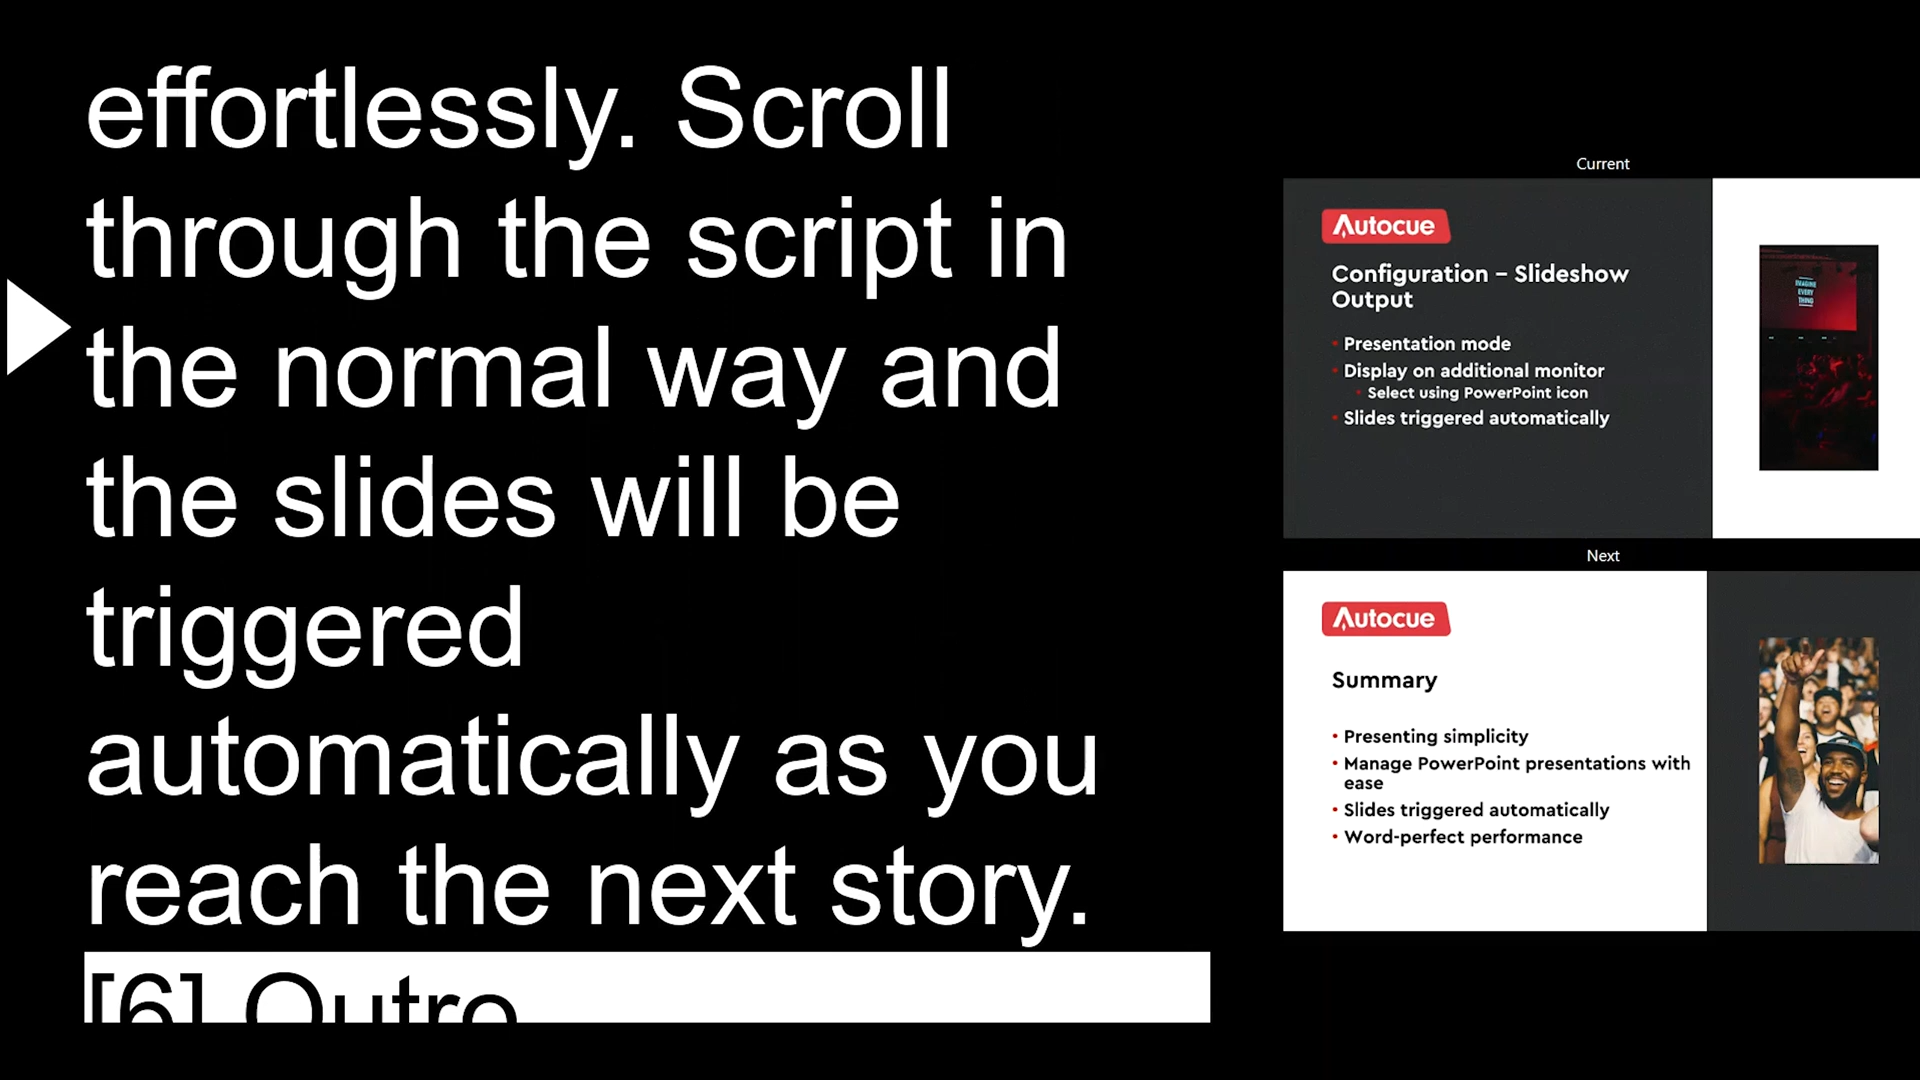 effortlessly. Scroll
through the script in
the normal way and
the slides will be
triggered
automatically as you
reach the next story.
[6] Outro
Current
Autocue
Configuration – Slideshow
Output
• Presentation mode
• Display on additional monitor
• Select using PowerPoint icon
• Slides triggered automatically
IMAGINE
EVERY
THING
Next
Autocue
Summary
• Presenting simplicity
• Manage PowerPoint presentations with
ease
• Slides triggered automatically
• Word-perfect performance